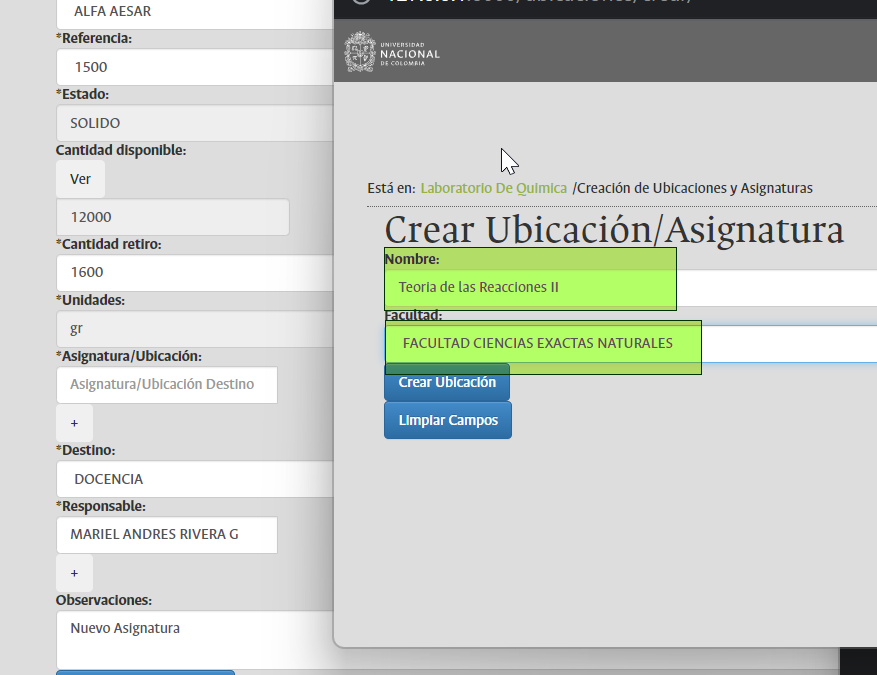 ALFA AESAR
*Referencia:
1500
*Estado:
SOLIDO
Cantidad disponible:
Ver
12000
*Cantidad retiro:
1600
*Unidades:
gr
*Asignatura/Ubicación:
Asignatura/Ubicación Destino
+
*Destino:
DOCENCIA
*Responsable:
MARIEL ANDRES RIVERA G
+
Observaciones:
Nuevo Asignatura
UNIVERSIDAD
NACIONAL
DE COLOMBIA
Está en: Laboratorio De Quimica /Creación de Ubicaciones y Asignaturas
Crear Ubicación/Asignatura
Nombre:
Teoria de las Reacciones II
Facultad:
FACULTAD CIENCIAS EXACTAS NATURALES
Crear Ubicación
Limpiar Campos